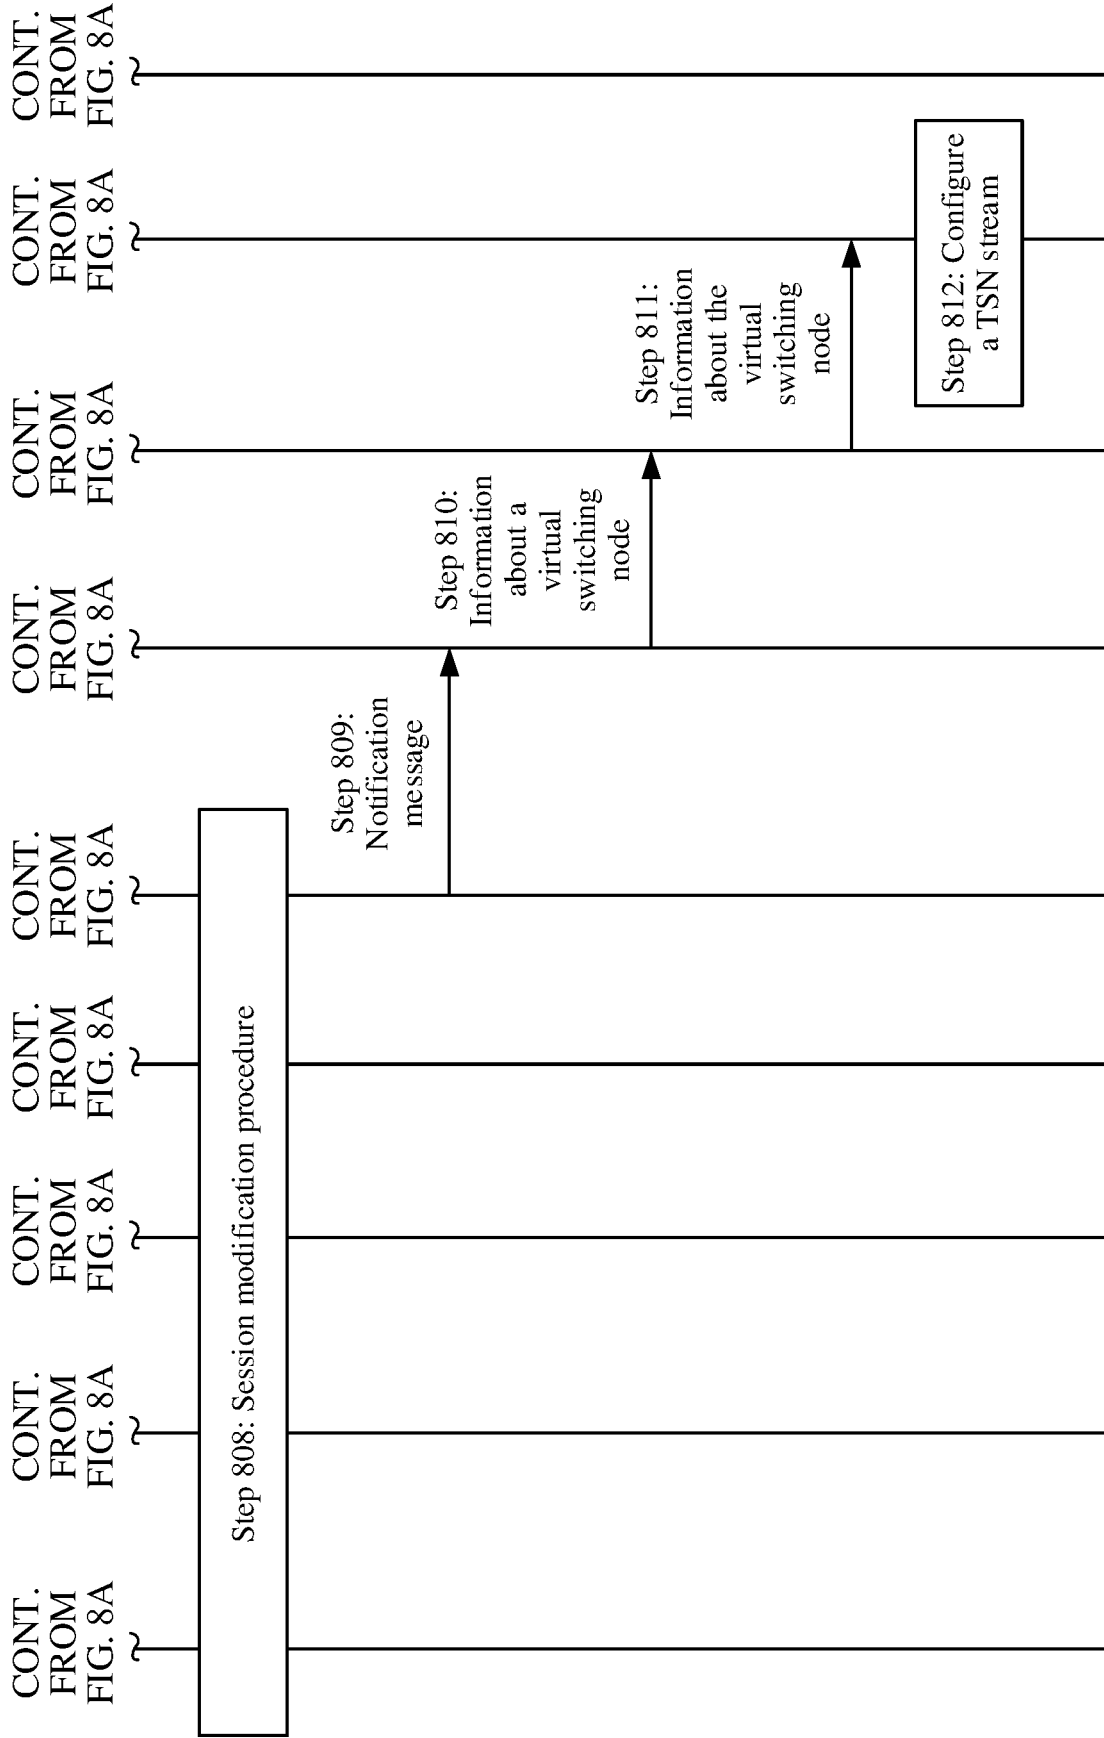 CONT.
FROM
FIG. 8A
CONT.
FROM
FIG. 8A
CONT.
FROM
FIG. 8A
CONT.
FROM
FIG. 8A
CONT.
FROM
FIG. 8A
CONT.
FROM
FIG. 8A
CONT.
FROM
FIG. 8A
CONT.
FROM
FIG. 8A
CONT.
FROM
FIG. 8A
Step 808: Session modification procedure
Step 809:
Notification
message
Step 810:
Information
about a
virtual
switching
node
Step 811:
Information
about the
virtual
switching
node
Step 812: Configure
a TSN stream